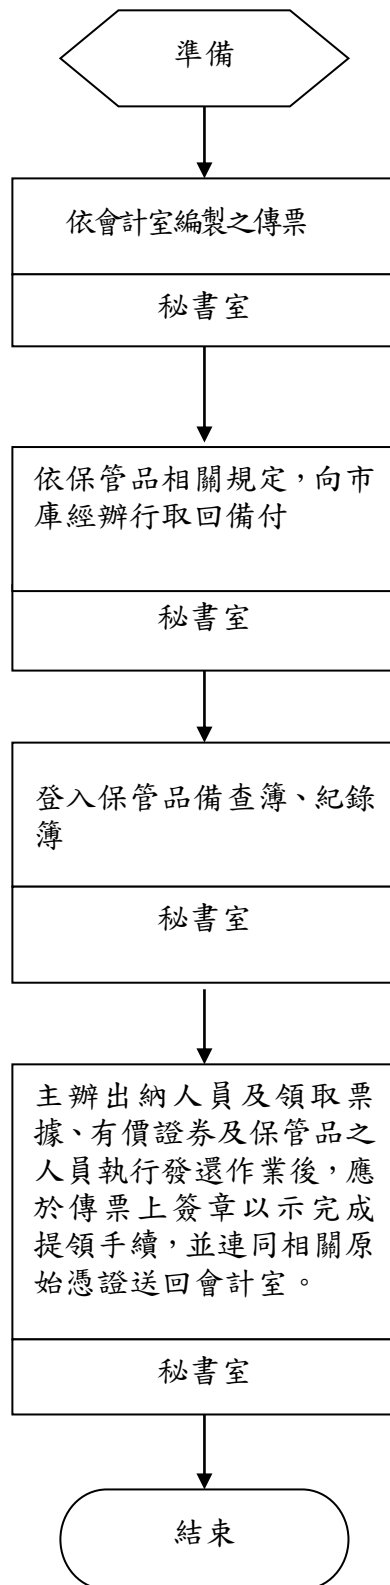 準備
依會計室編製之傳票
秘書室
依保管品相關規定，向市
庫經辦行取回備付
秘書室
登入保管品備查簿、紀錄
簿
秘書室
主辦出納人員及領取票
據、有價證券及保管品之
人員執行發還作業後，應
於傳票上簽章以示完成
提領手續，並連同相關原
始憑證送回會計室。
秘書室
結束